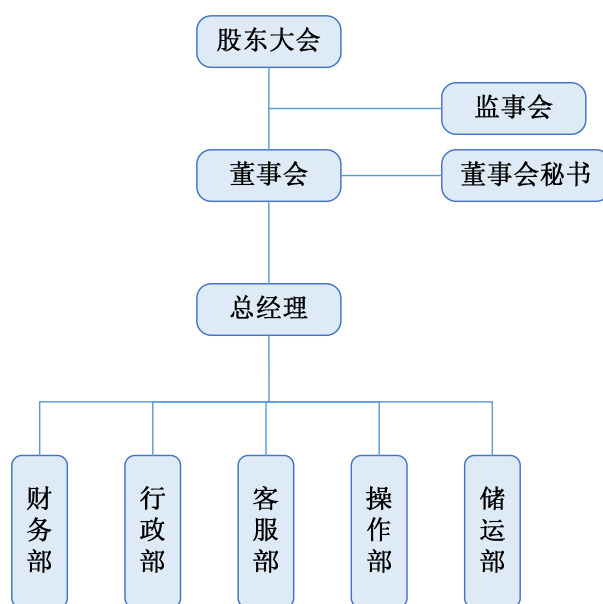 股东大会
监事会
董事会
董事会秘书
总经理
财务部
行政部
客服部
操作部
储运部